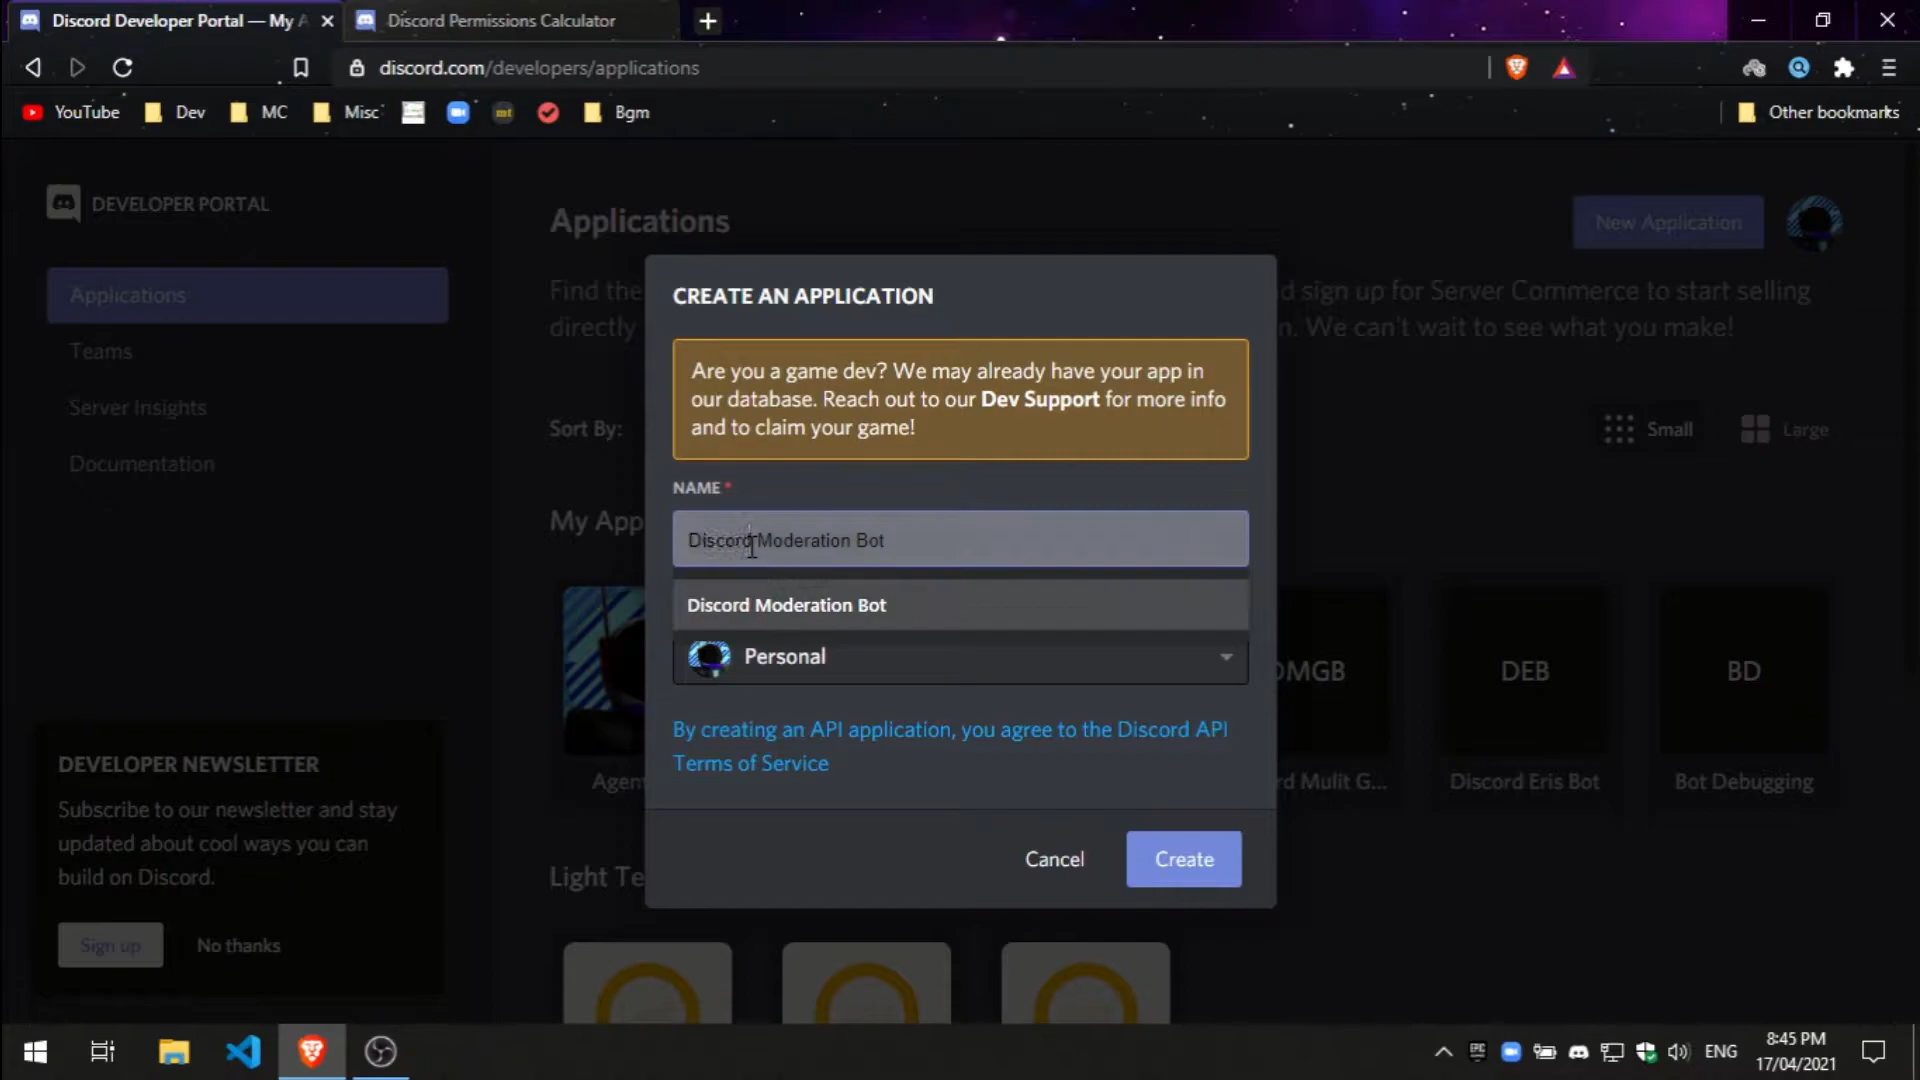 Discord Developer Portal — My A
Discord Permissions Calculator
discord.com/developers/applications
YouTube
Dev
MC
Misc
mt
Bgm
Other bookmarks
DEVELOPER PORTAL
Applications
Teams
Server Insights
Documentation
Applications
New Application
Find the
d sign up for Server Commerce to start selling
directly
n. We can't wait to see what you make!
Sort By:
Small
Large
My App
CREATE AN APPLICATION
Are you a game dev? We may already have your app in
our database. Reach out to our Dev Support for more info
and to claim your game!
NAME *
Discord Moderation Bot
Discord Moderation Bot
Personal
By creating an API application, you agree to the Discord API
Terms of Service
Cancel
Create
MGB
DEB
BD
Agen
rd Mulit G...
Discord Eris Bot
Bot Debugging
Light Te
DEVELOPER NEWSLETTER
Subscribe to our newsletter and stay
updated about cool ways you can
build on Discord.
Sign up
No thanks
ENG
8:45 PM
17/04/2021